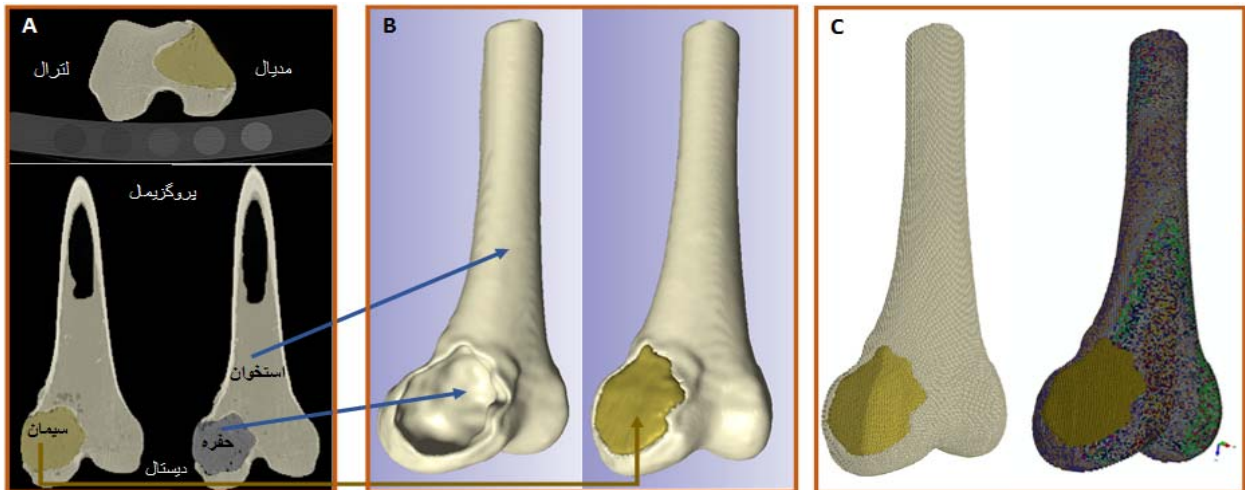 A
لترال
مدیال
پروگزیمال
استخوان
سیمان
حفره
دیستال
B
C